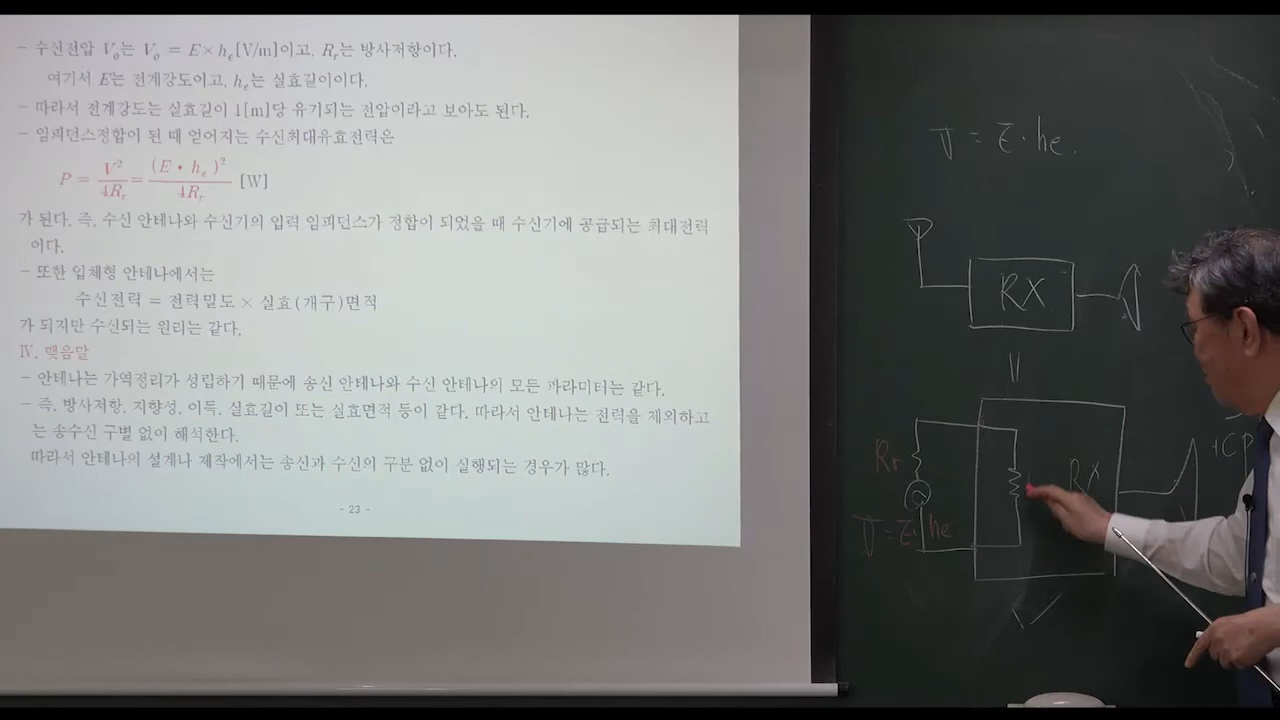 - 수신전압 Vo는 Vo = E×he[V/m]이고, Rr는 방사저항이다.
여기서 E는 전계강도이고, he는 실효길이이다.
- 따라서 전계강도는 실효길이 1[m]당 유기되는 전압이라고 보아도 된다.
- 임피던스정합이 된 때 얻어지는 수신최대유효전력은
P = V²/4Rr = (E • he)²/4Rr [W]
가 된다. 즉, 수신 안테나와 수신기의 입력 임피던스가 정합이 되었을 때 수신기에 공급되는 최대전력
이다.
- 또한 입체형 안테나에서는
수신전력 = 전력밀도 × 실효(개구)면적
가 되지만 수신되는 원리는 같다.
Ⅳ. 맺음말
- 안테나는 가역정리가 성립하기 때문에 송신 안테나와 수신 안테나의 모든 파라미터는 같다.
- 즉, 방사저항, 지향성, 이득, 실효길이 또는 실효면적 등이 같다. 따라서 안테나는 전력을 제외하고
는 송수신 구별 없이 해석한다.
따라서 안테나의 설계나 제작에서는 송신과 수신의 구분 없이 실행되는 경우가 많다.
- 23 -
V = E·he.
RX
Rr
RX
V = E·he